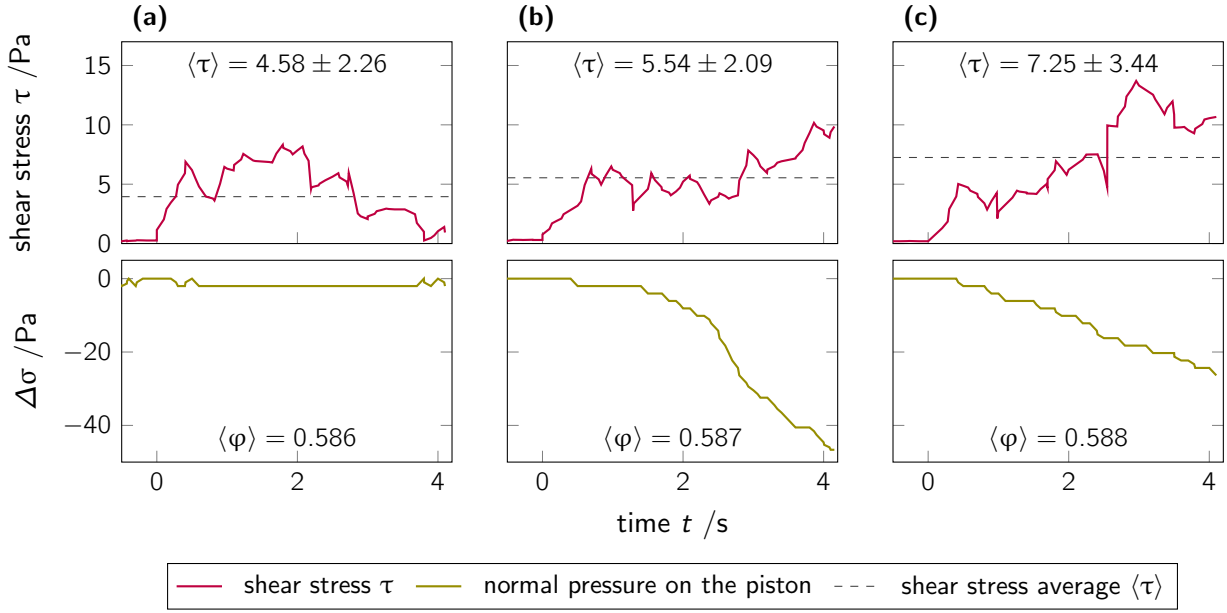 (a) (b) (c)
shear stress τ /Pa
15
10
5
0
⟨τ⟩ = 4.58 ± 2.26
⟨τ⟩ = 5.54 ± 2.09
⟨τ⟩ = 7.25 ± 3.44
Δσ /Pa
0
−20
−40
⟨φ⟩ = 0.586
⟨φ⟩ = 0.587
⟨φ⟩ = 0.588
0 2 4
0 2 4
0 2 4
time t /s
shear stress τ
normal pressure on the piston
shear stress average ⟨τ⟩